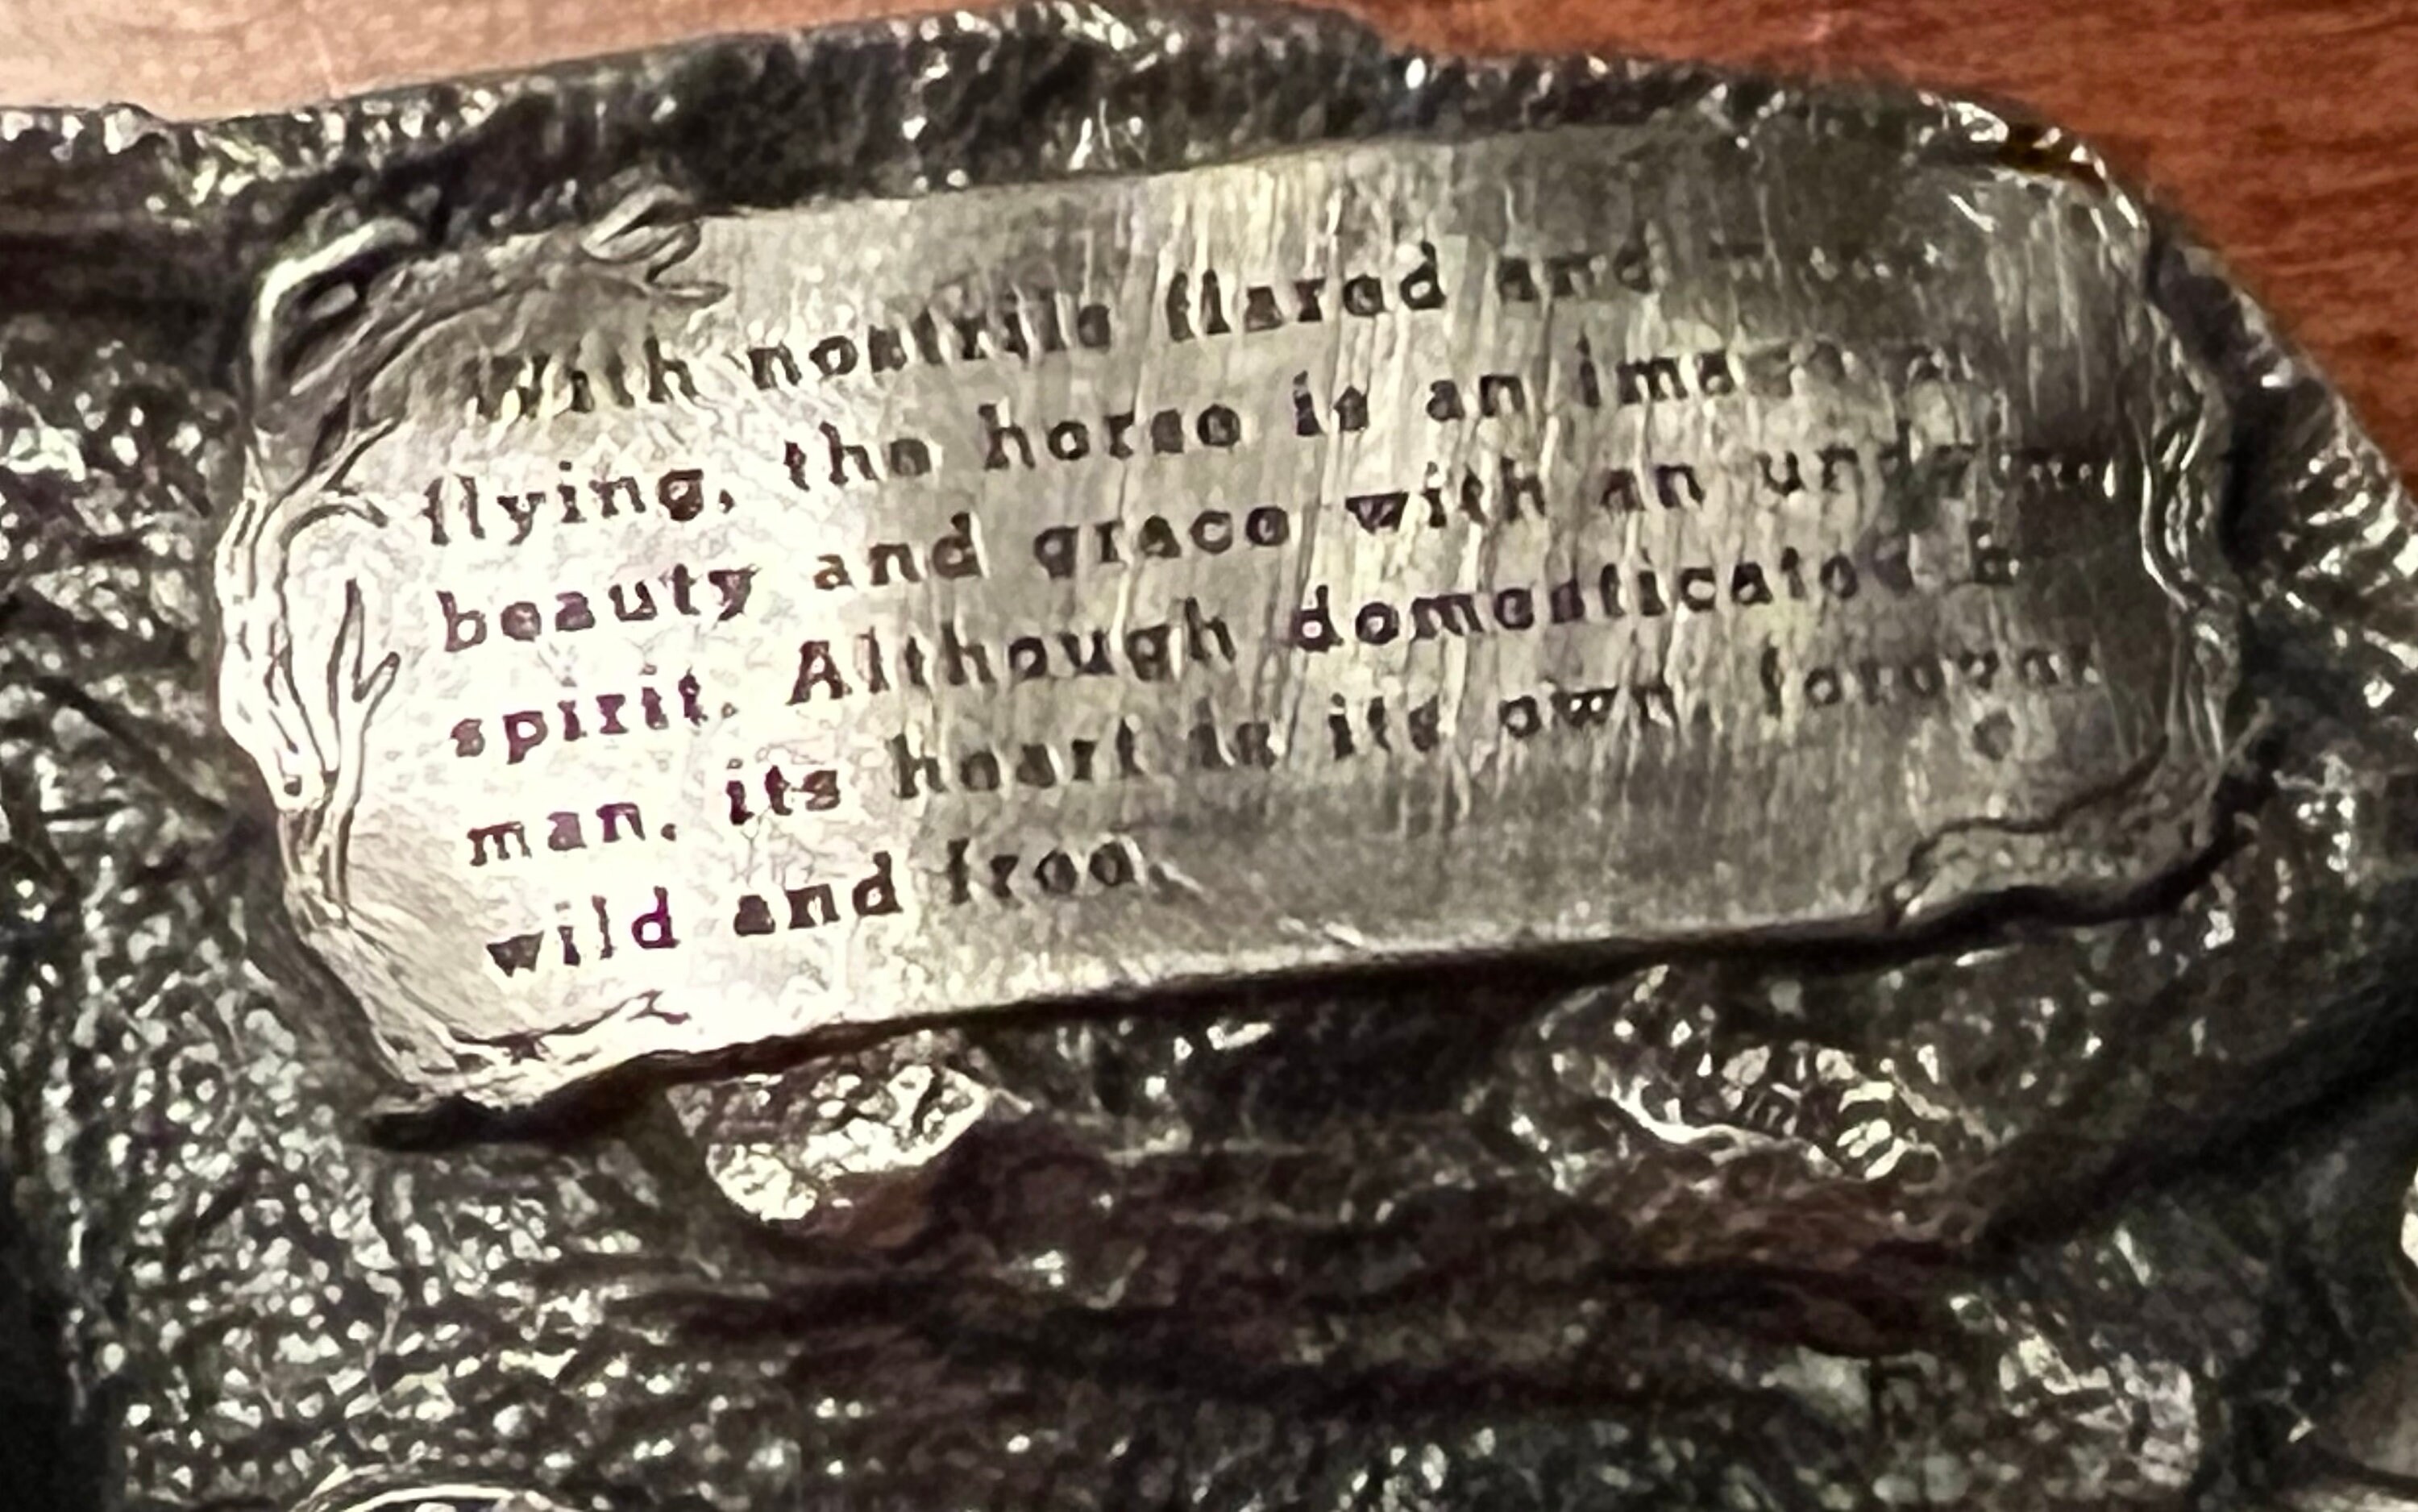 With nostrils flared and
flying, the horse is an
beauty and grace with an
spirit. Although domesticated
man, its heart is its own, forever
wild and free.